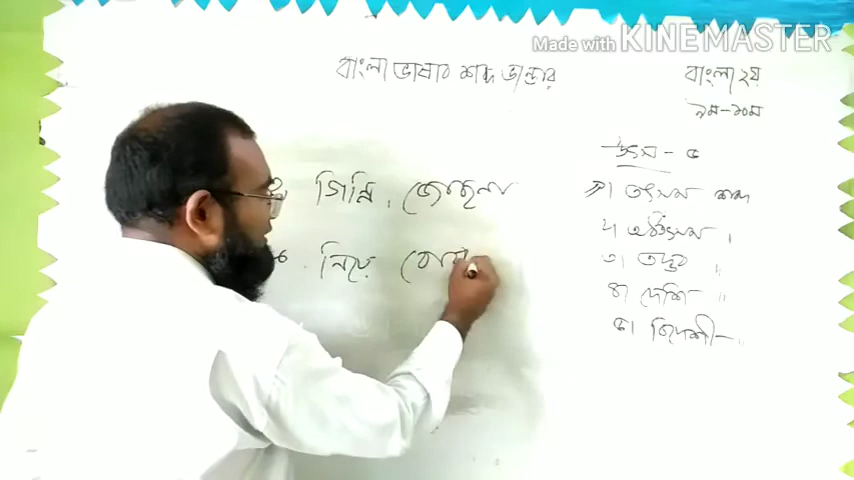 Made with KINEMASTER
বাংলা ভাষার শব্দ ভান্ডার
বাংলা ২য়
৯ম-১০ম
উৎস - ৫
১। তৎসম শব্দ
গিন্নি, জোছনা
২। অর্ধতৎসম ।
৩। তদ্ভব "
নিয়ে
৪। দেশি "
৫। বিদেশী - "